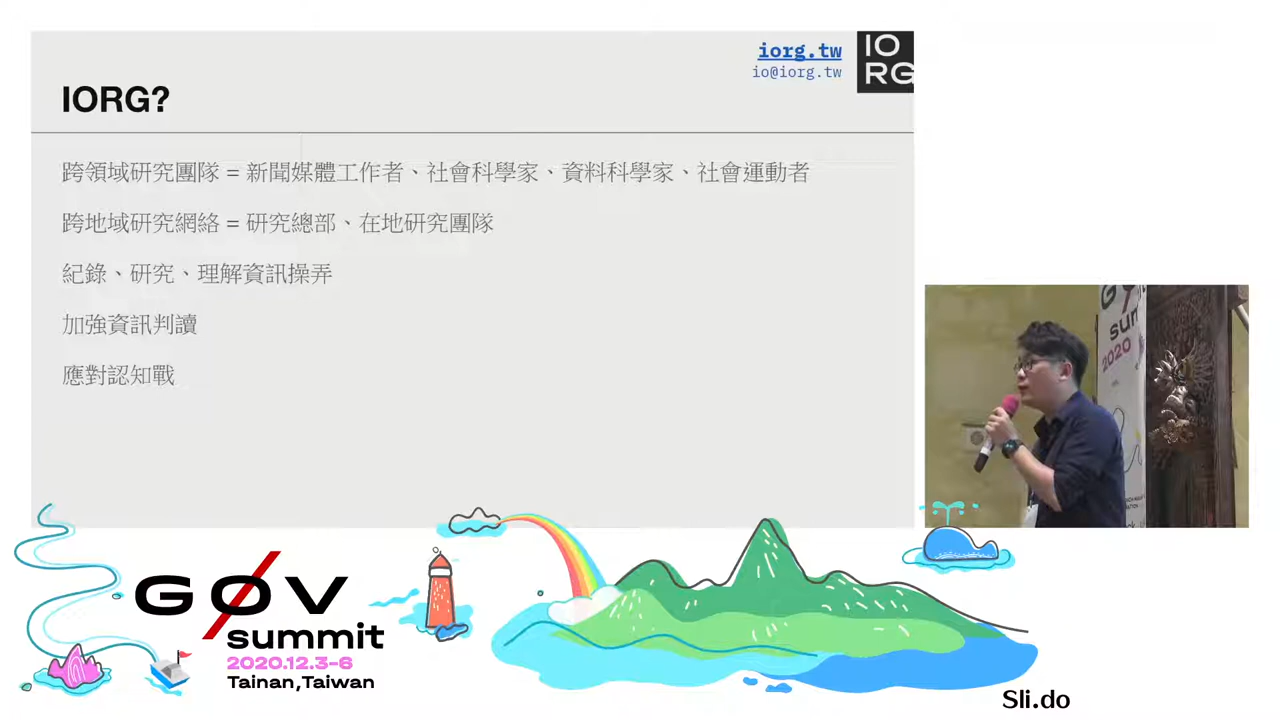 iorg.tw
io@iorg.tw
IO
RG
IORG?
跨領域研究團隊 = 新聞媒體工作者、社會科學家、資料科學家、社會運動者
跨地域研究網絡 = 研究總部、在地研究團隊
紀錄、研究、理解資訊操弄
加強資訊判讀
應對認知戰
sum
2020
GØV
summit
2020.12.3-6
Tainan,Taiwan
Sli.do